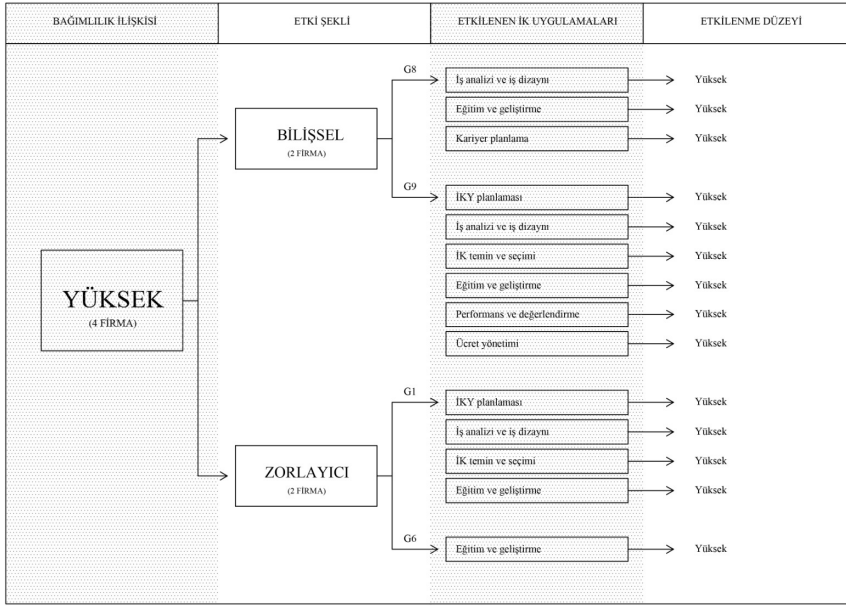 BAĞIMLILIK İLİŞKİSİ ETKİ ŞEKLİ ETKİLENEN İK UYGULAMALARI ETKİLENME DÜZEYİ
YÜKSEK
(4 FİRMA)
BİLİŞSEL
(2 FİRMA)
G8
İş analizi ve iş dizaynı Yüksek
Eğitim ve geliştirme Yüksek
Kariyer planlama Yüksek
G9
İKY planlaması Yüksek
İş analizi ve iş dizaynı Yüksek
İK temin ve seçimi Yüksek
Eğitim ve geliştirme Yüksek
Performans ve değerlendirme Yüksek
Ücret yönetimi Yüksek
ZORLAYICI
(2 FİRMA)
G1
İKY planlaması Yüksek
İş analizi ve iş dizaynı Yüksek
İK temin ve seçimi Yüksek
Eğitim ve geliştirme Yüksek
G6
Eğitim ve geliştirme Yüksek